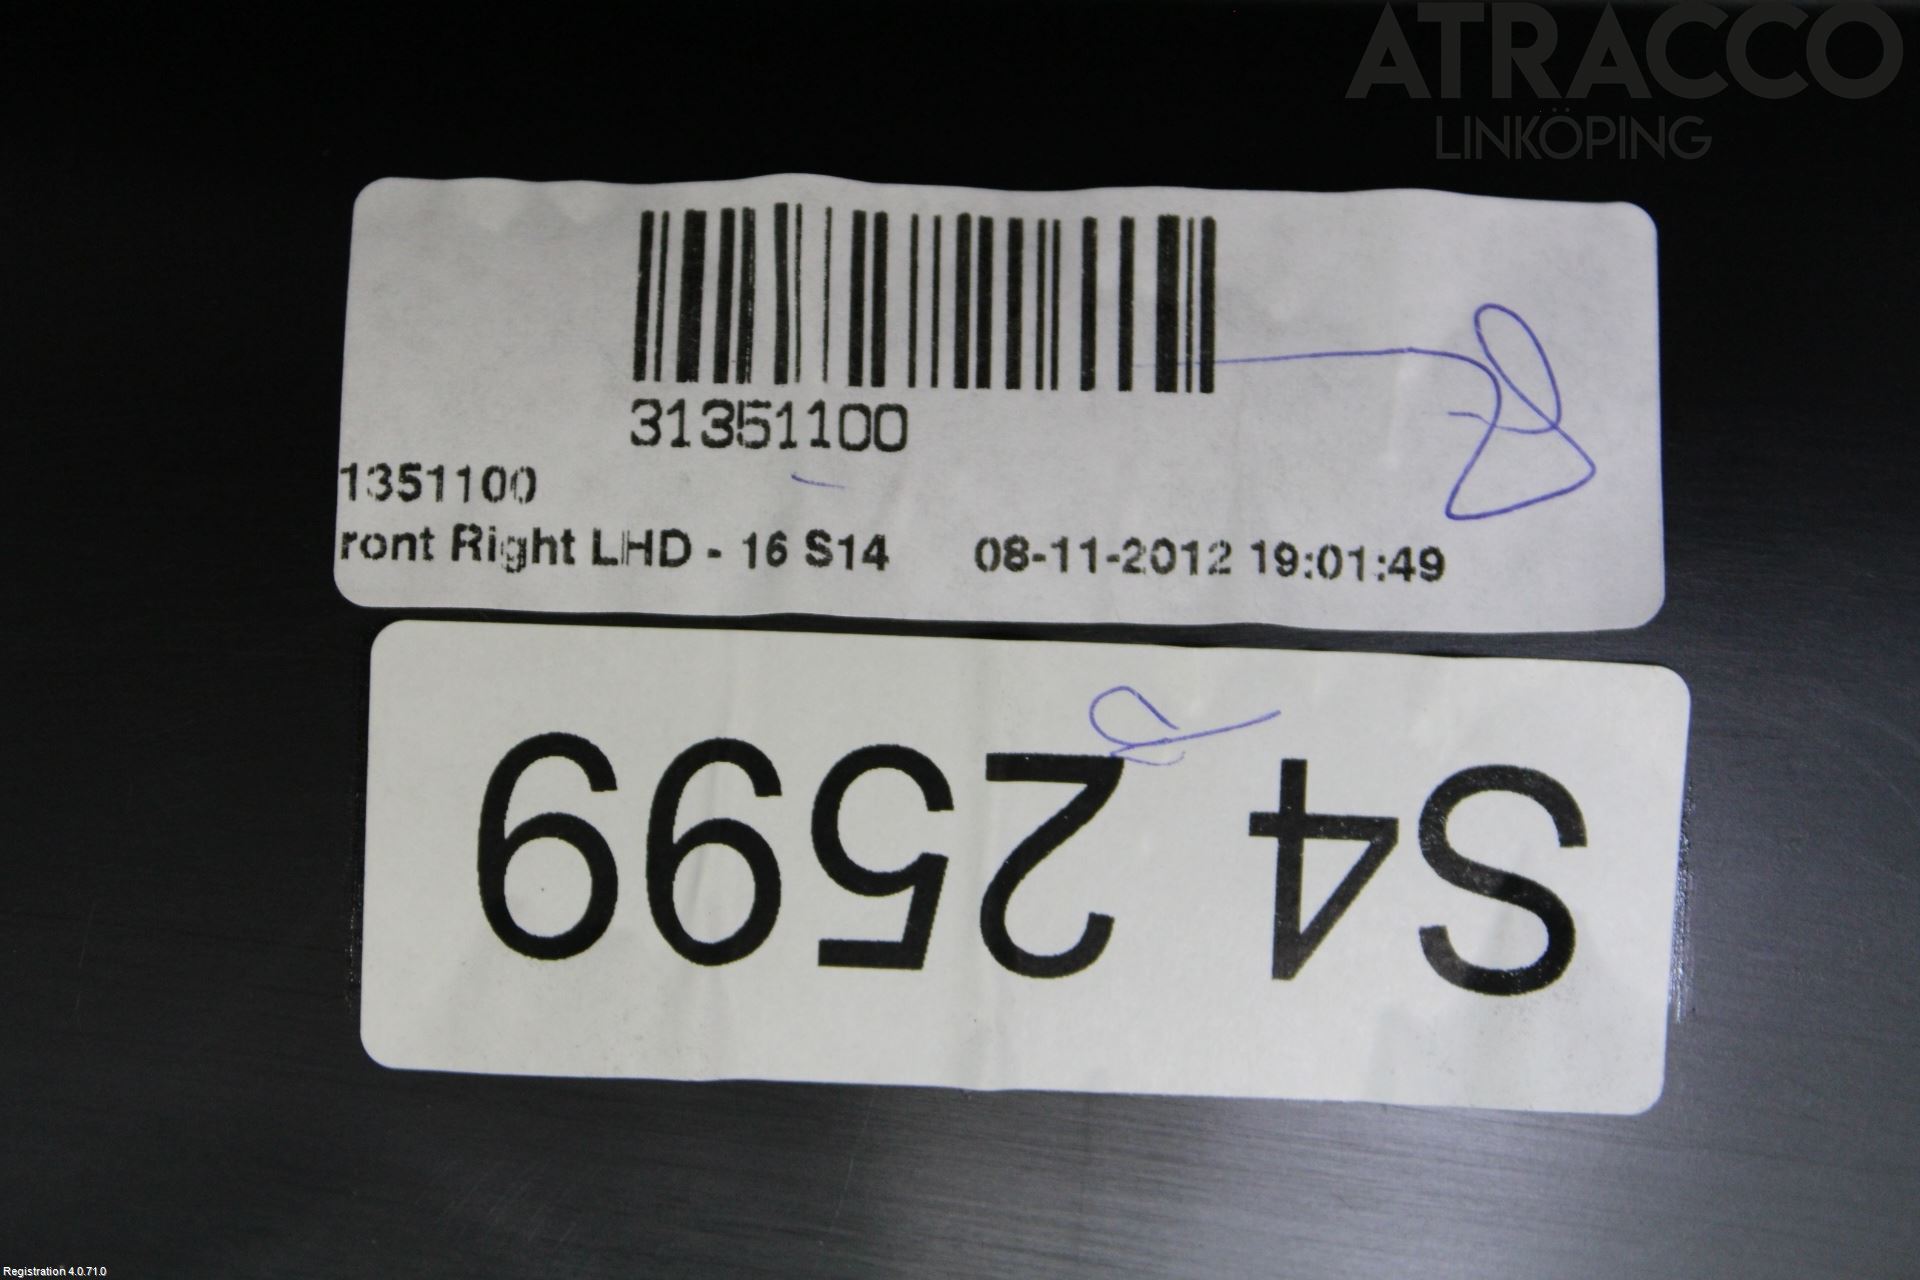 ATRACCO
LINKÖPING
31351100
1351100
ront Right LHD - 16 S14 08-11-2012 19:01:49
S4 2599
Registration 4.0.71.0